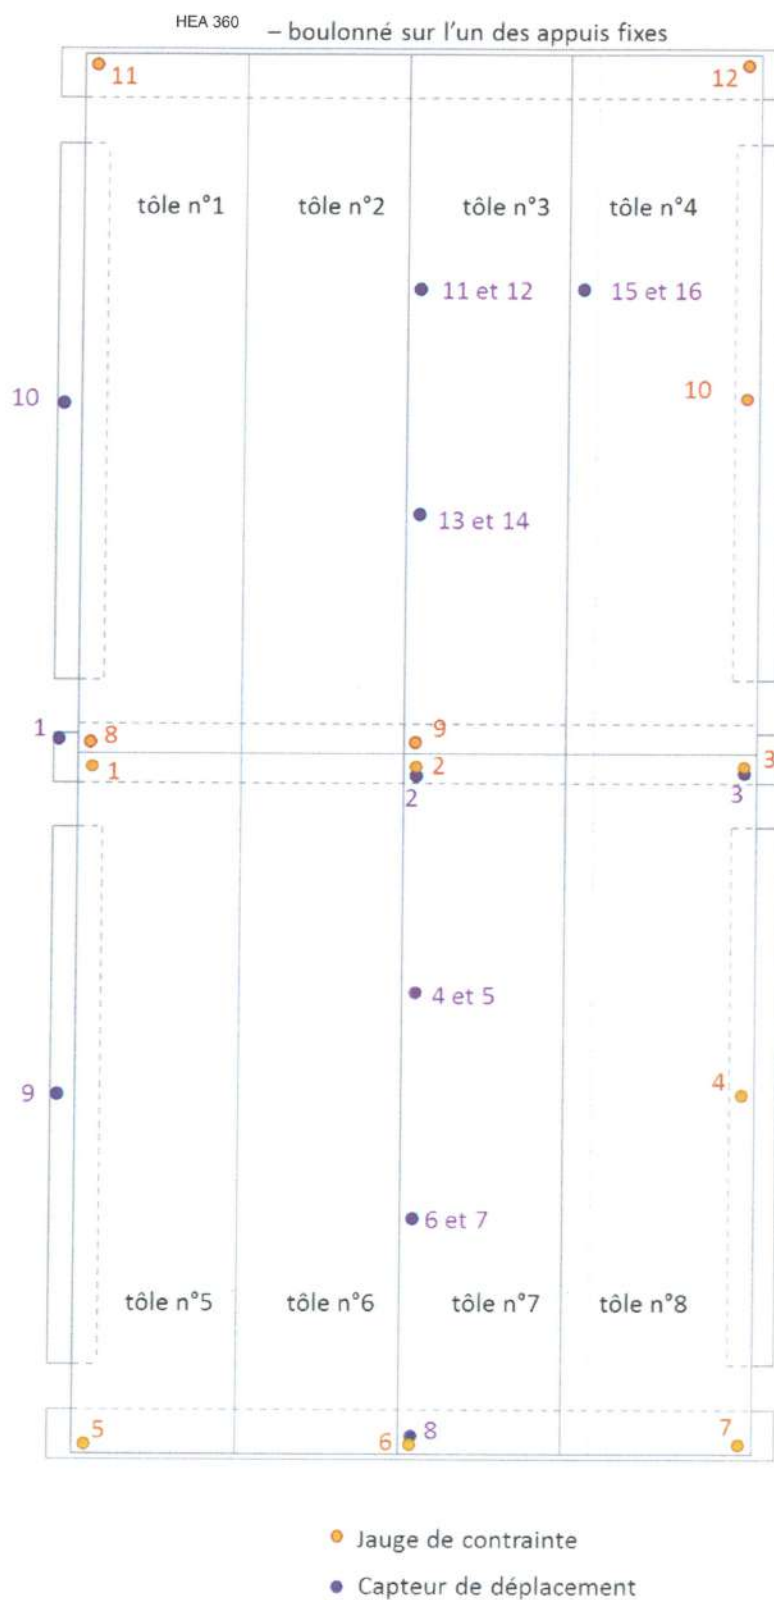 HEA 360 – boulonné sur l'un des appuis fixes
11 12
tôle n°1 tôle n°2 tôle n°3 tôle n°4
11 et 12 15 et 16
10 10
13 et 14
1 8 9
1 2 3
2 3
4 et 5
9 4
6 et 7
tôle n°5 tôle n°6 tôle n°7 tôle n°8
5 6 8 7
Jauge de contrainte
Capteur de déplacement